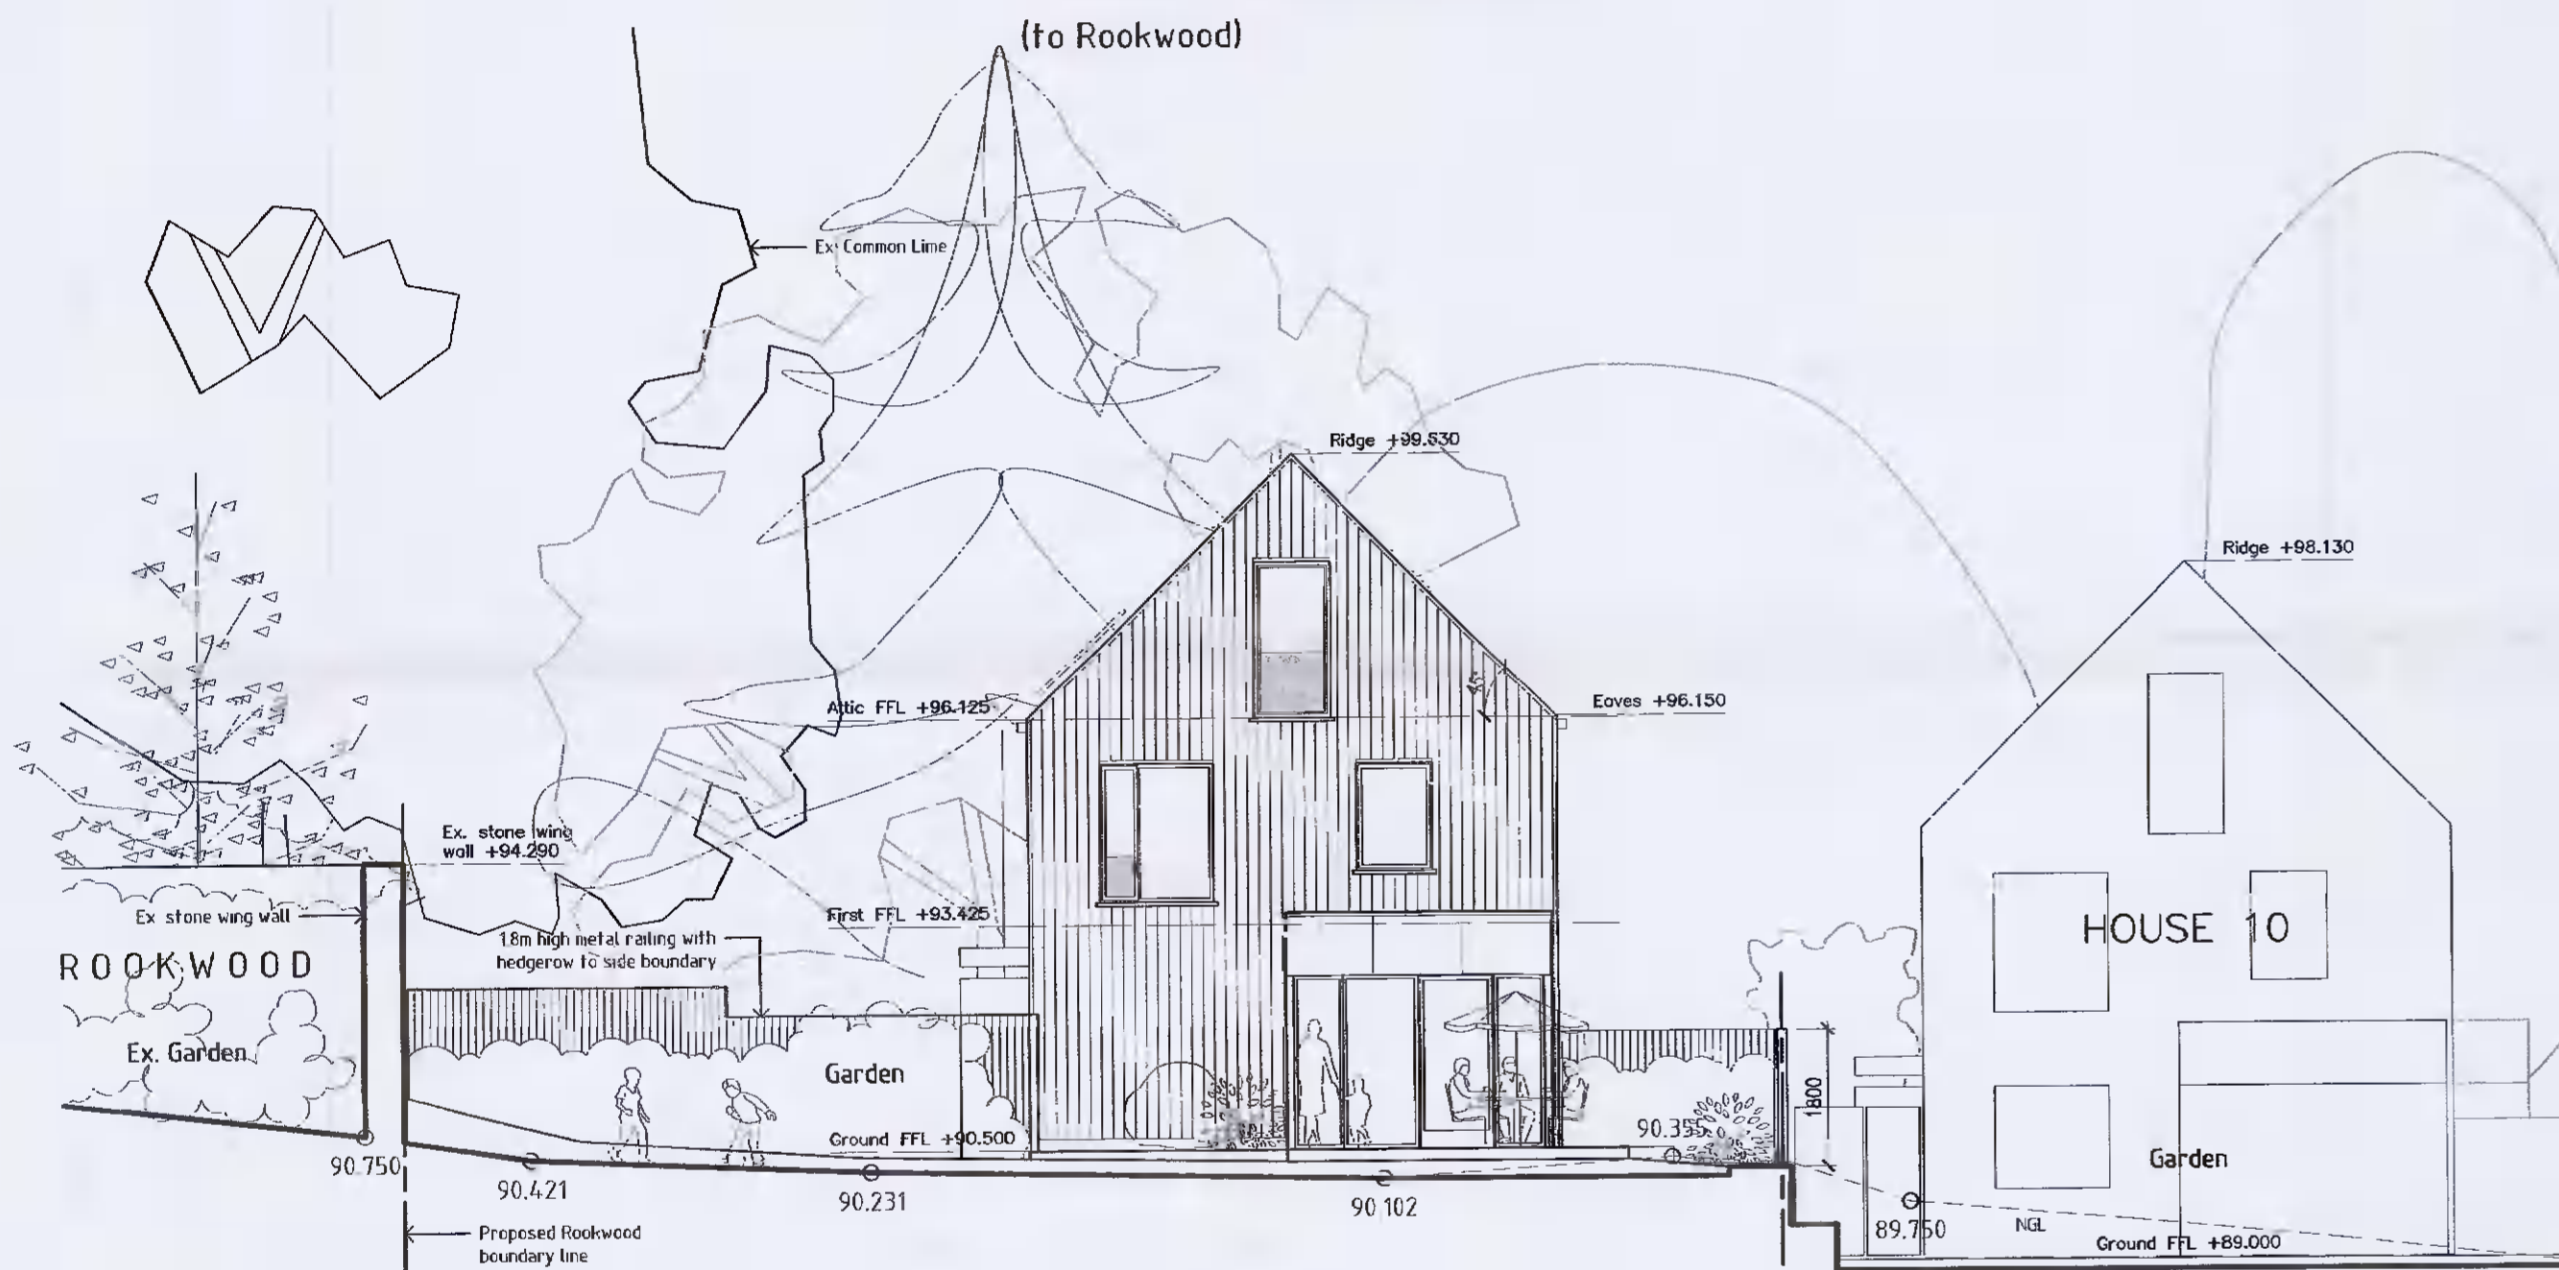 (to Rookwood)
Ex Common Lime
Ridge +99.530
Ridge +98.130
45°
Attic FFL +96.125
Eaves +96.150
Ex. stone wing
wall +94.290
Ex stone wing wall
First FFL +93.425
1.8m high metal railing with
hedgerow to side boundary
ROOKWOOD
HOUSE 10
Ex. Garden
Garden
1800
Ground FFL +90.500
90.355
Garden
90.750
90.421
90.231
90.102
89.750
NGL
Ground FFL +89.000
Proposed Rookwood
boundary line